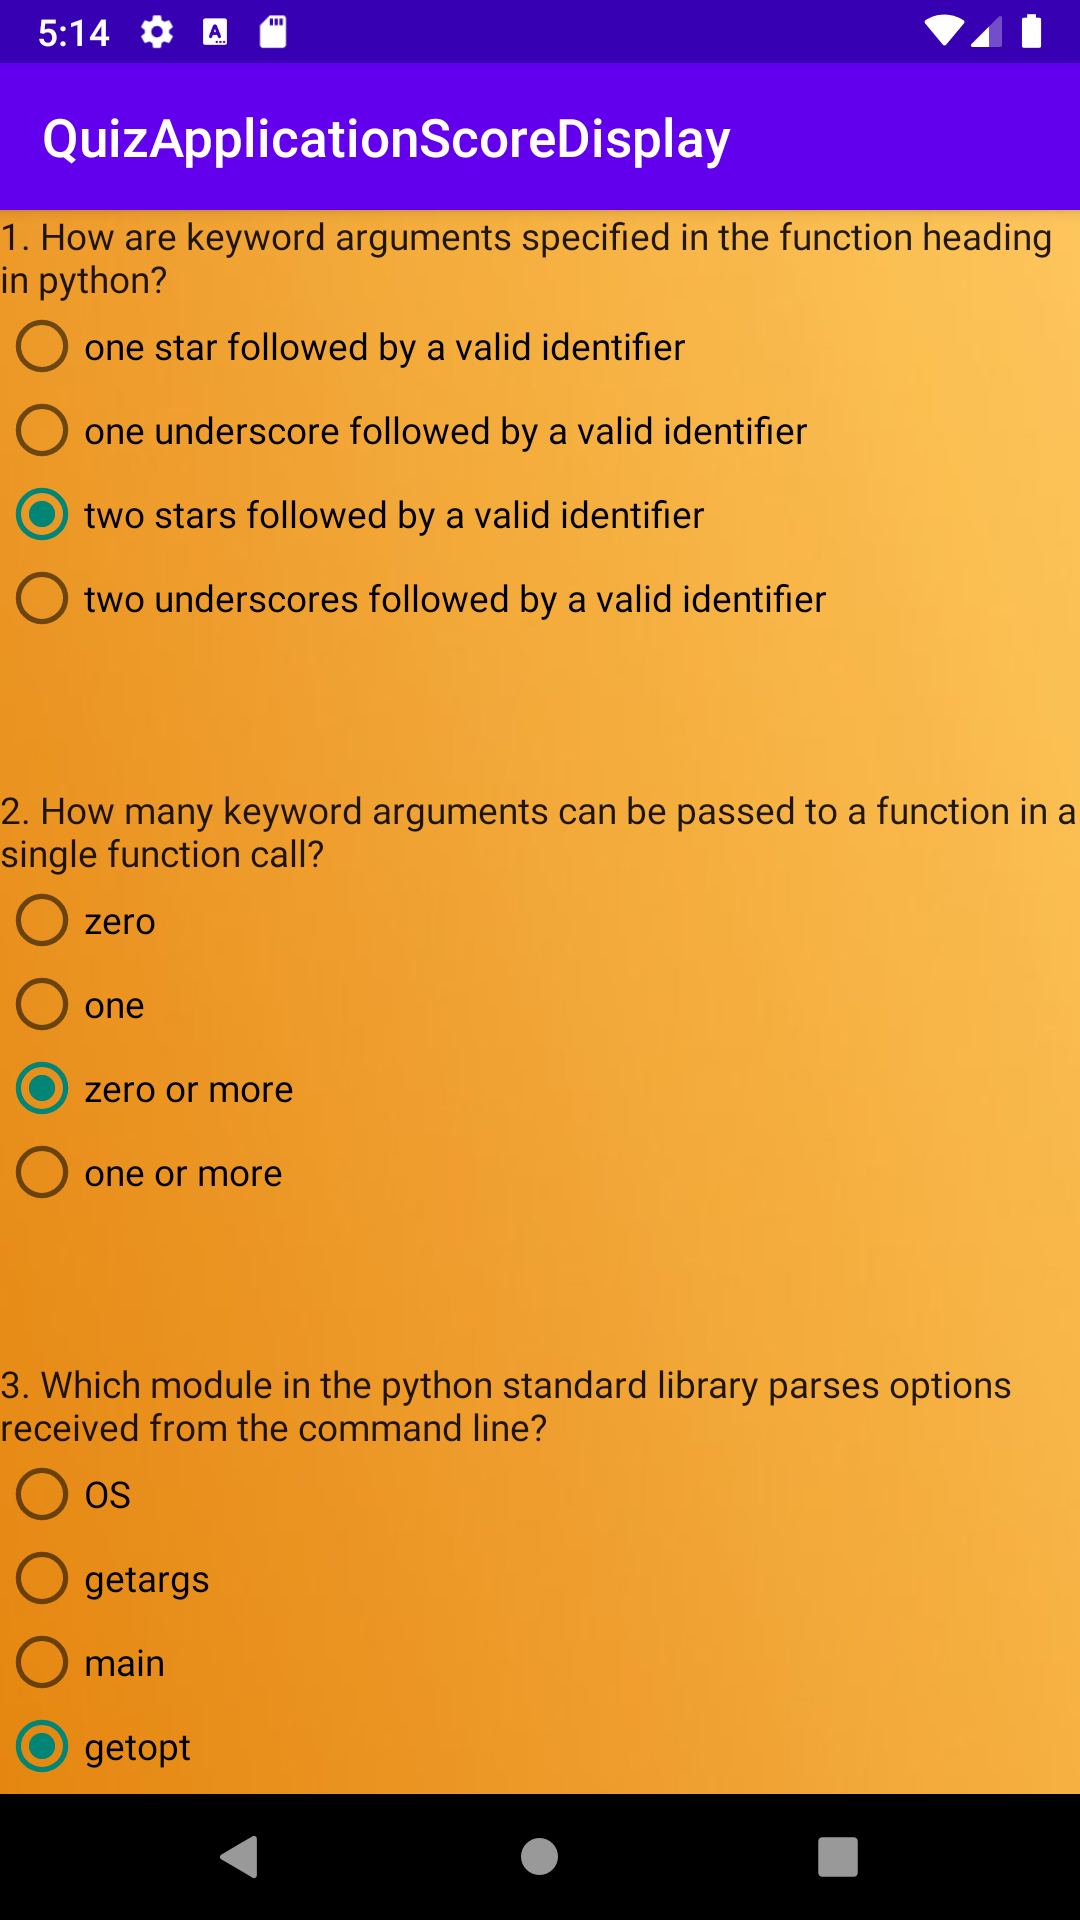 5:14
QuizApplicationScoreDisplay
1. How are keyword arguments specified in the function heading
in python?
one star followed by a valid identifier
one underscore followed by a valid identifier
two stars followed by a valid identifier
two underscores followed by a valid identifier
2. How many keyword arguments can be passed to a function in a
single function call?
zero
one
zero or more
one or more
3. Which module in the python standard library parses options
received from the command line?
OS
getargs
main
getopt